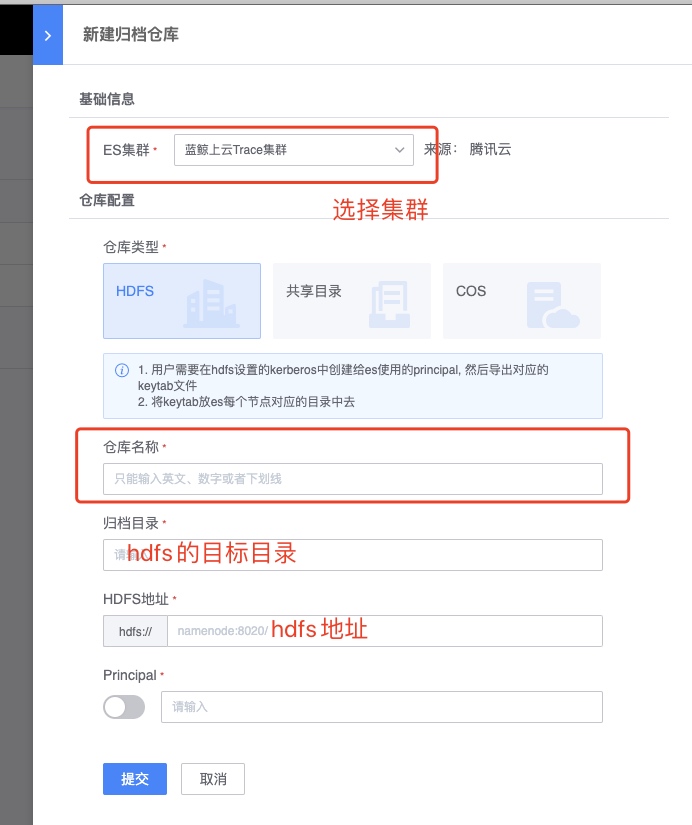 新建归档仓库
基础信息
ES集群 * 蓝鲸上云Trace集群 来源： 腾讯云
选择集群
仓库配置
仓库类型 *
HDFS 共享目录 COS
1. 用户需要在hdfs设置的kerberos中创建给es使用的principal, 然后导出对应的
keytab文件
2. 将keytab放es每个节点对应的目录中去
仓库名称 *
只能输入英文、数字或者下划线
归档目录 *
hdfs的目标目录
HDFS地址 *
hdfs:// namenode:8020/ hdfs地址
Principal *
请输入
提交 取消